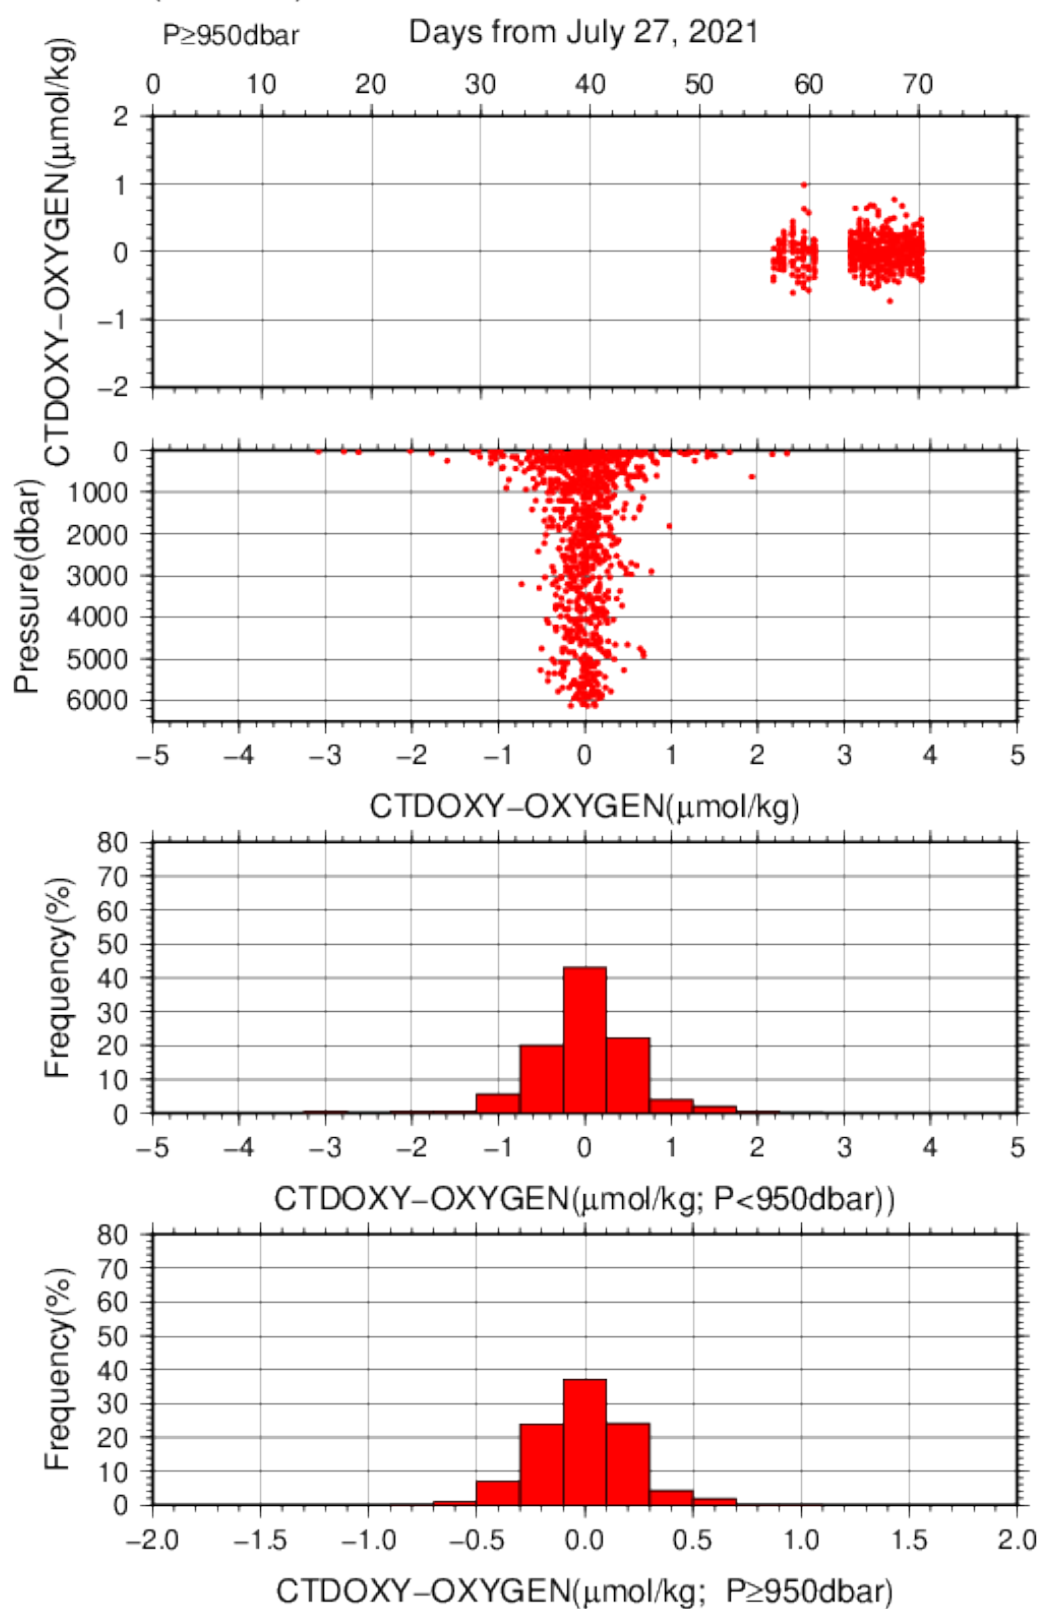 P≥950dbar
Days from July 27, 2021
0 10 20 30 40 50 60 70
CTDOXY−OXYGEN(μmol/kg)
2
1
0
−1
−2
Pressure(dbar)
0
1000
2000
3000
4000
5000
6000
−5 −4 −3 −2 −1 0 1 2 3 4 5
CTDOXY−OXYGEN(μmol/kg)
Frequency(%)
80
70
60
50
40
30
20
10
0
−5 −4 −3 −2 −1 0 1 2 3 4 5
CTDOXY−OXYGEN(μmol/kg; P<950dbar))
Frequency(%)
80
70
60
50
40
30
20
10
0
−2.0 −1.5 −1.0 −0.5 0.0 0.5 1.0 1.5 2.0
CTDOXY−OXYGEN(μmol/kg; P≥950dbar)